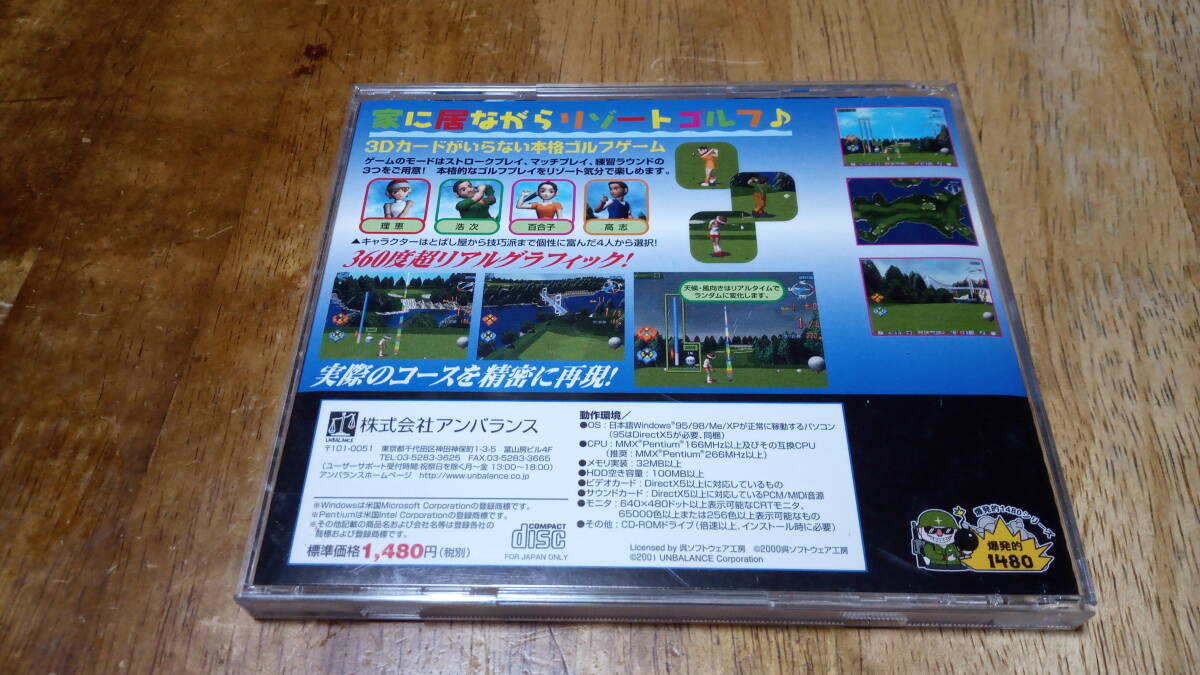 家に居ながらリゾートゴルフ♪
3Dカードがいらない本格ゴルフゲーム
ゲームのモードはストロークプレイ、マッチプレイ、練習ラウンドの
3つをご用意! 本格的なゴルフプレイをリゾート気分で楽しめます。
理恵 浩次 百合子 高志
▲キャラクターはとばし屋から技巧派まで個性に富んだ4人から選択!
360度超リアルグラフィック!
天候・風向きはリアルタイムで
ランダムに変化します。
実際のコースを精密に再現!
UNBALANCE
株式会社アンバランス
〒101-0051 東京都千代田区神田神保町1-3-5 冨山房ビル4F
TEL:03-5283-3625 FAX:03-5283-3665
(ユーザーサポート受付時間:祝祭日を除く月ー金 13:00〜18:00)
アンバランスホームページ http://www.unbalance.co.jp
※Windowsは米国Microsoft Corporationの登録商標です。
※Pentiumは米国Intel Corporationの登録商標です。
※その他記載の商品名および会社名等は登録各社の
商標および登録商標です。
標準価格1,480円(税別)
COMPACT
disc
FOR JAPAN ONLY
動作環境/
●OS:日本語Windows®95/98/Me/XPが正常に稼動するパソコン
(95はDirectX5が必要、同梱)
●CPU:MMX®Pentium®166MHz以上及びその互換CPU
(推奨:MMX®Pentium®266MHz以上)
●メモリ実装:32MB以上
●HDD空き容量:100MB以上
●ビデオカード:DirectX5以上に対応しているもの
●サウンドカード:DirectX5以上に対応しているPCM/MIDI音源
●モニタ:640×480ドット以上表示可能なCRTモニタ、
65000色以上または256色以上表示可能なもの
●その他:CD-ROMドライブ(倍速以上、インストール時に必要)
Licensed by 呉ソフトウェア工房 ©2000呉ソフトウェア工房
©2001 UNBALANCE Corporation
爆発的1480シリーズ
爆発的
1480